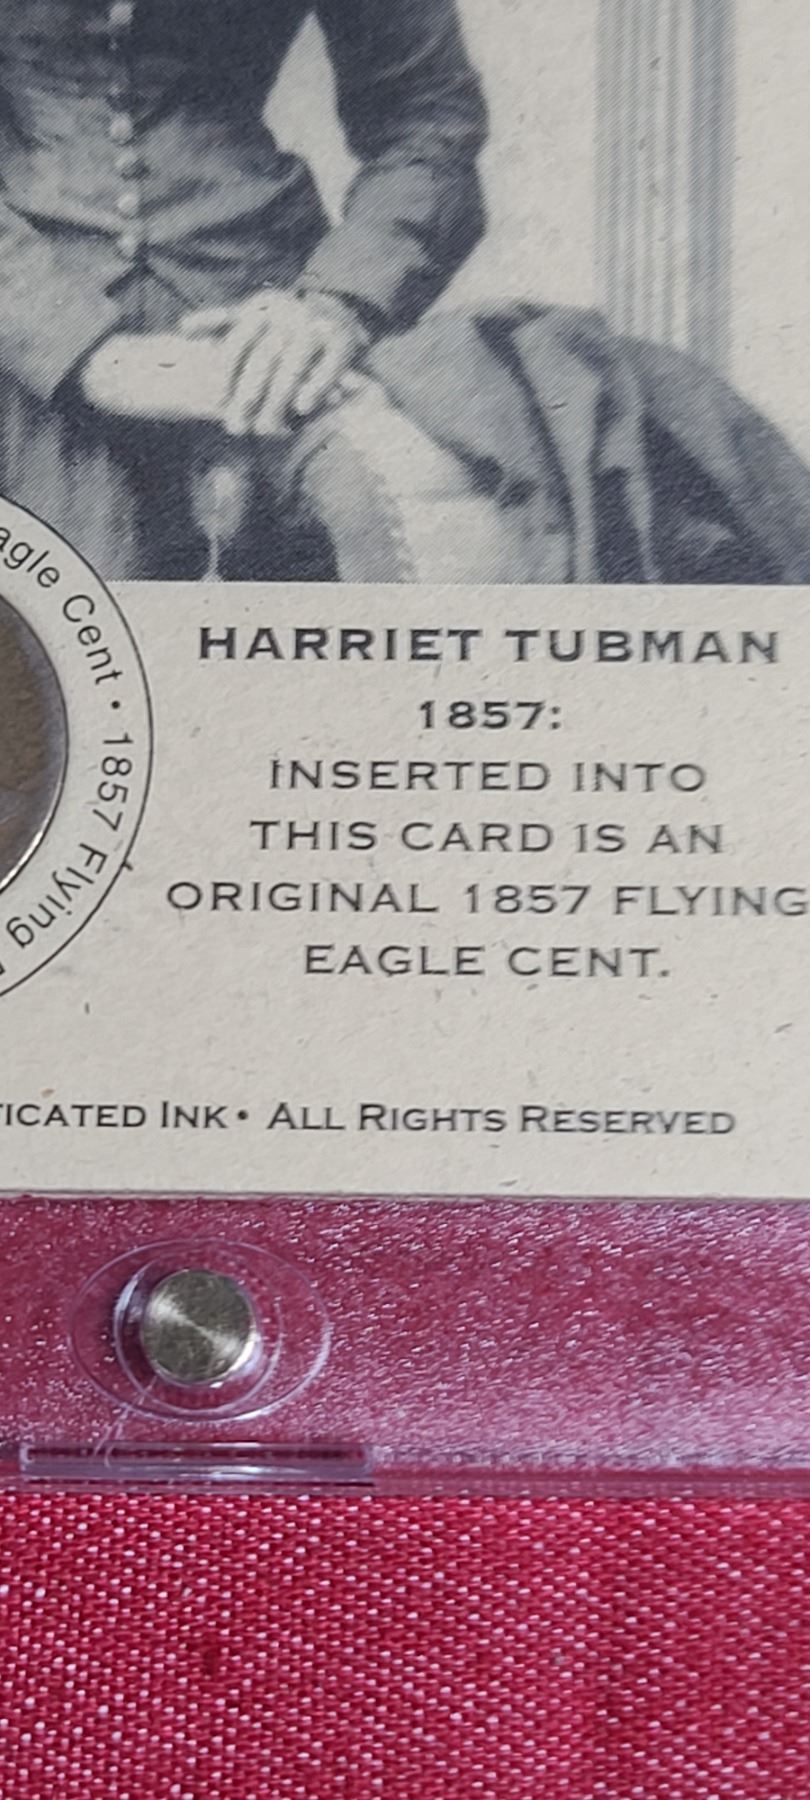 agle Cent • 1857 Flying
HARRIET TUBMAN
1857:
INSERTED INTO
THIS CARD IS AN
ORIGINAL 1857 FLYING
EAGLE CENT.
TICATED INK • ALL RIGHTS RESERVED